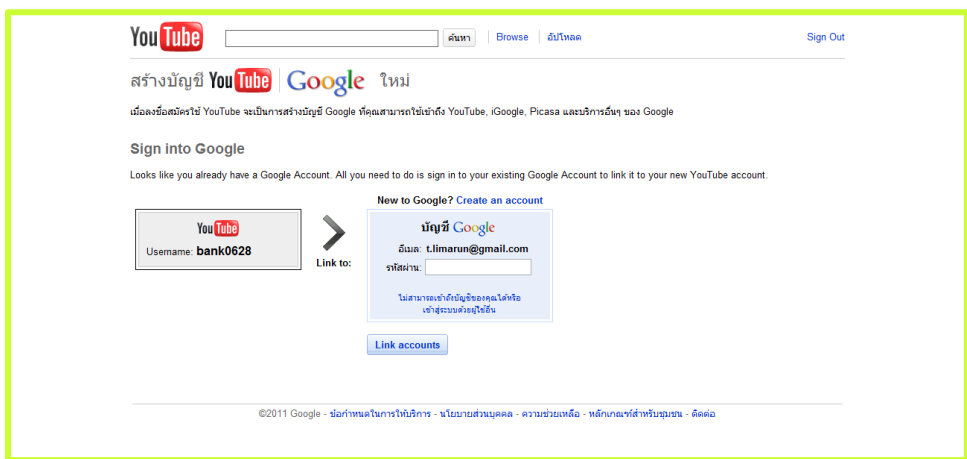 YouTube ค้นหา Browse อัปโหลด Sign Out
สร้างบัญชี YouTube Google ใหม่
เมื่อลงชื่อสมัครใช้ YouTube จะเป็นการสร้างบัญชี Google ที่คุณสามารถใช้เข้าถึง YouTube, iGoogle, Picasa และบริการอื่นๆ ของ Google
Sign into Google
Looks like you already have a Google Account. All you need to do is sign in to your existing Google Account to link it to your new YouTube account.
New to Google? Create an account
YouTube
Username: bank0628
Link to:
บัญชี Google
อีเมล: t.limarun@gmail.com
รหัสผ่าน:
ไม่สามารถเข้าถึงบัญชีของคุณได้หรือ
เข้าสู่ระบบด้วยผู้ใช้อื่น
Link accounts
©2011 Google - ข้อกำหนดในการให้บริการ - นโยบายส่วนบุคคล - ความช่วยเหลือ - หลักเกณฑ์สำหรับชุมชน - ติดต่อ